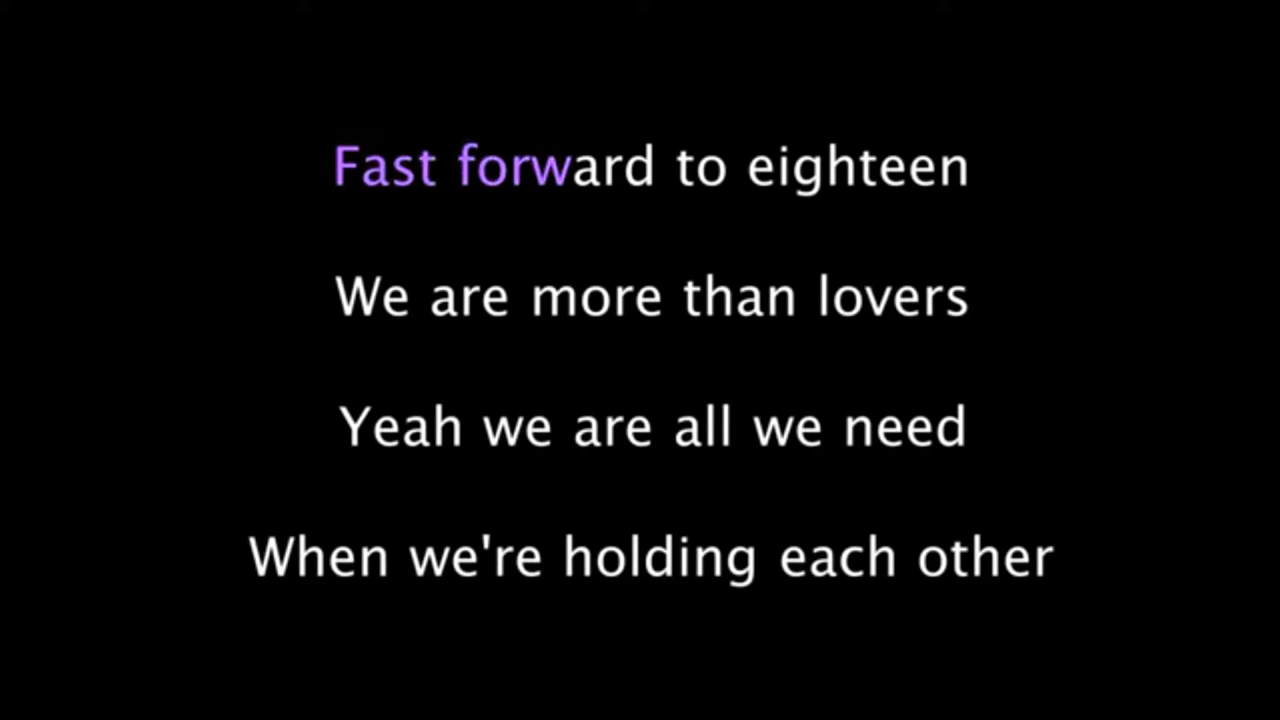 Fast forward to eighteen
We are more than lovers
Yeah we are all we need
When we're holding each other